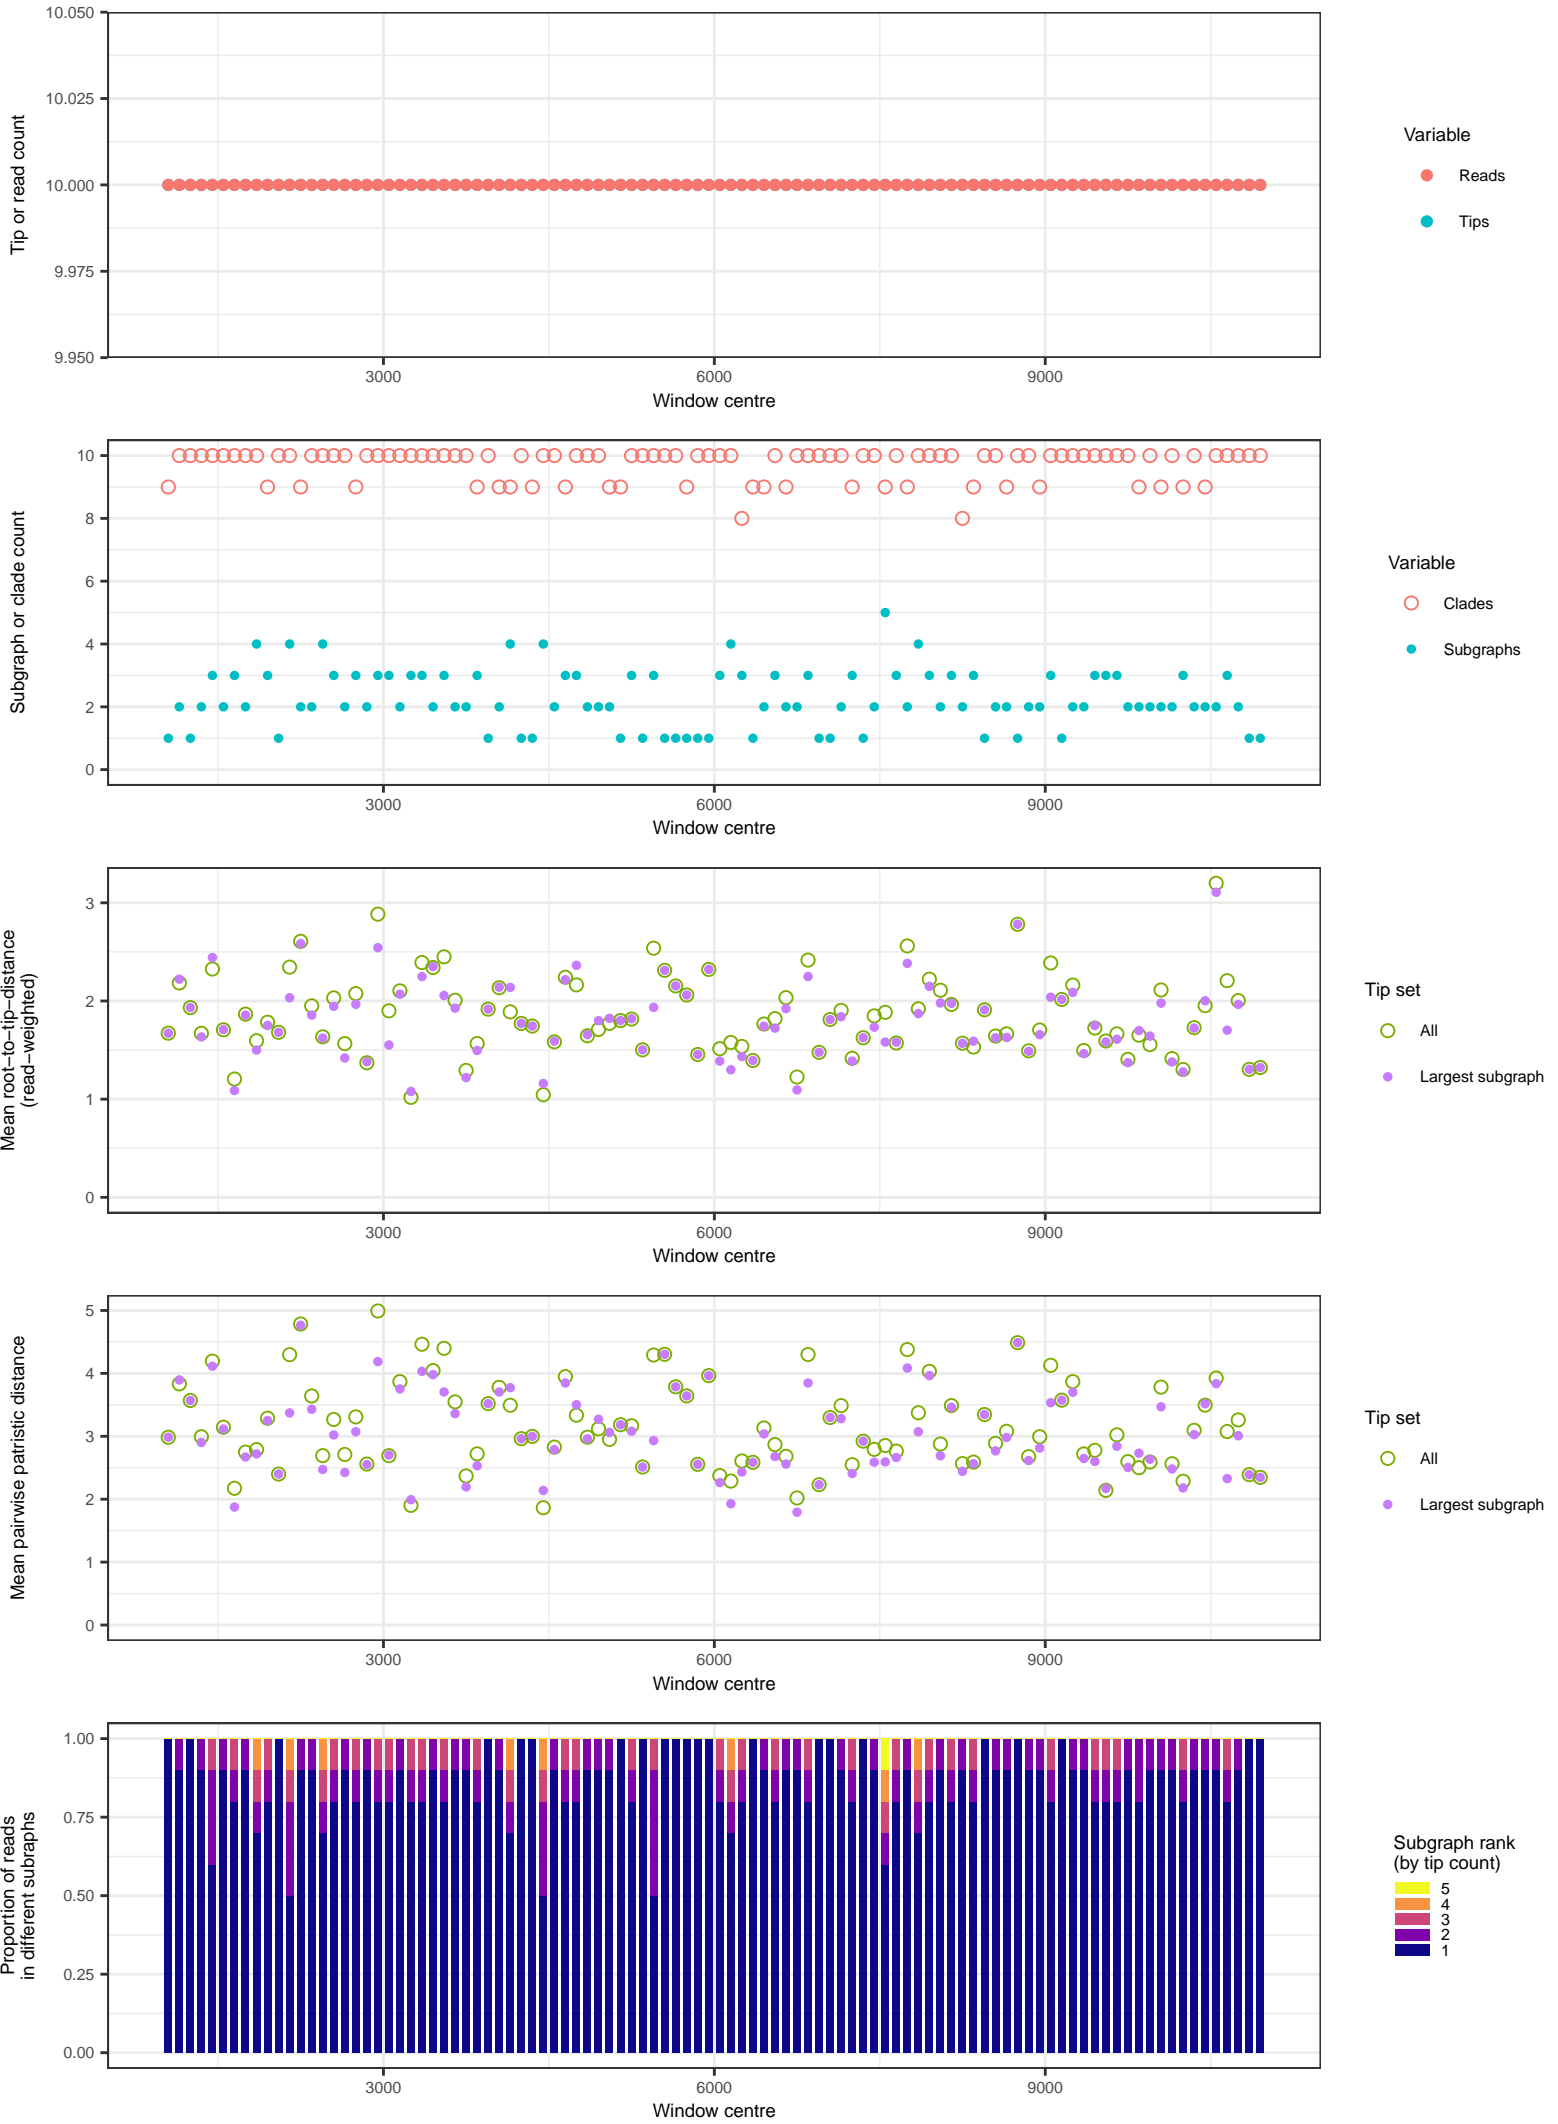 10.050
10.025
10.000
9.975
9.950
Tip or read count
3000
6000
9000
Window centre
Variable
Reads
Tips
10
8
6
4
2
0
Subgraph or clade count
3000
6000
9000
Window centre
Variable
Clades
Subgraphs
3
2
1
0
Mean root−to−tip−distance
(read−weighted)
3000
6000
9000
Window centre
Tip set
All
Largest subgraph
5
4
3
2
1
0
Mean pairwise patristic distance
3000
6000
9000
Window centre
Tip set
All
Largest subgraph
1.00
0.75
0.50
0.25
0.00
Proportion of reads
in different subraphs
3000
6000
9000
Window centre
Subgraph rank
(by tip count)
5
4
3
2
1